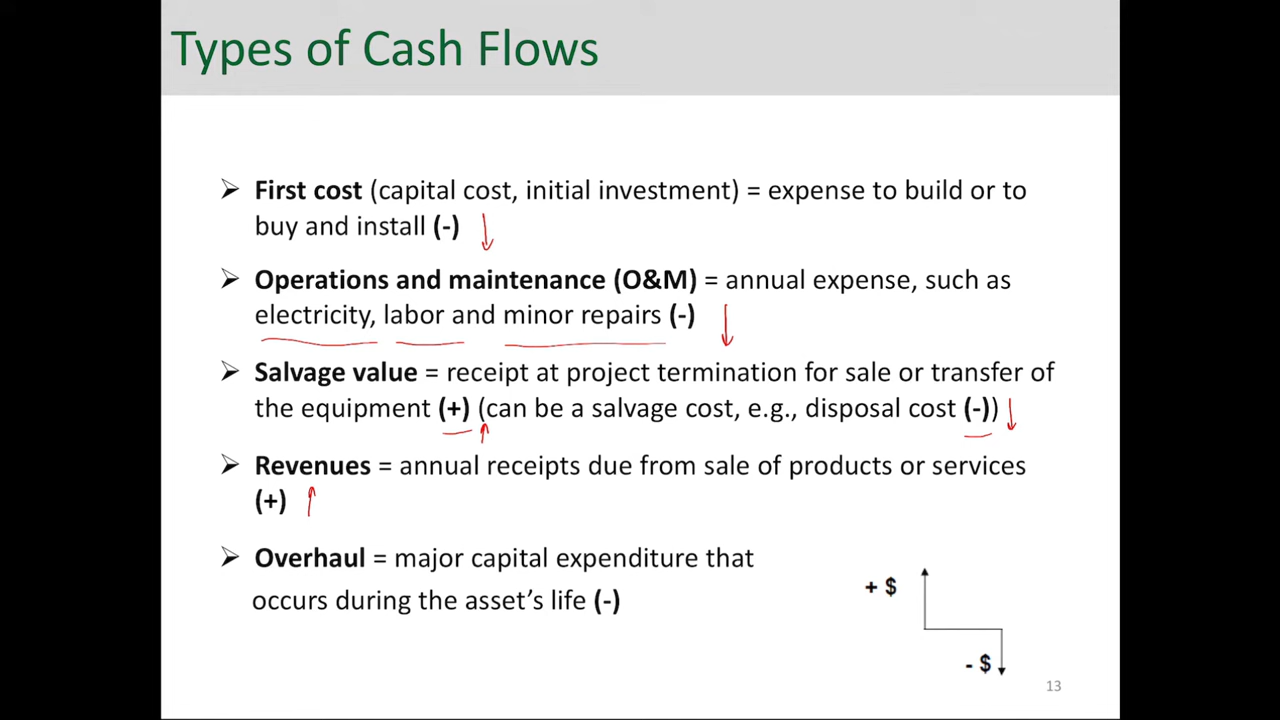 Types of Cash Flows
➢ First cost (capital cost, initial investment) = expense to build or to
buy and install (-)
➢ Operations and maintenance (O&M) = annual expense, such as
electricity, labor and minor repairs (-)
➢ Salvage value = receipt at project termination for sale or transfer of
the equipment (+) (can be a salvage cost, e.g., disposal cost (-))
➢ Revenues = annual receipts due from sale of products or services
(+)
➢ Overhaul = major capital expenditure that
occurs during the asset’s life (-)
+ $
- $
13